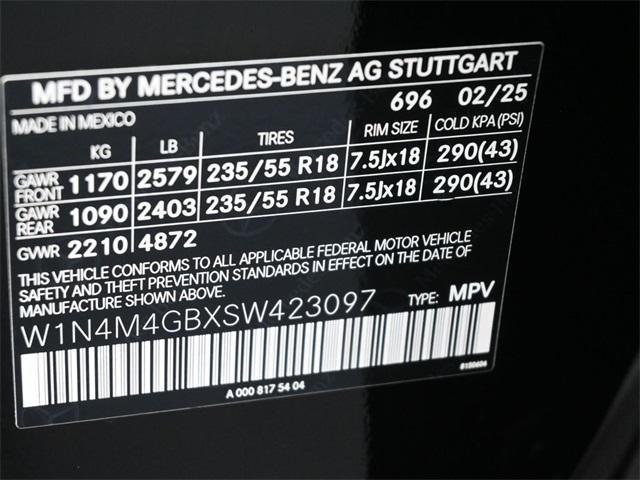 MFD BY MERCEDES-BENZ AG STUTTGART
696 02/25
MADE IN MEXICO
KG LB TIRES RIM SIZE COLD KPA(PSI)
GAWR FRONT 1170 2579 235/55 R18 7.5Jx18 290(43)
GAWR REAR 1090 2403 235/55 R18 7.5Jx18 290(43)
GVWR 2210 4872
THIS VEHICLE CONFORMS TO ALL APPLICABLE FEDERAL MOTOR VEHICLE
SAFETY AND THEFT PREVENTION STANDARDS IN EFFECT ON THE DATE OF
MANUFACTURE SHOWN ABOVE.
W1N4M4GBXSW423097 TYPE: MPV
A 000 817 54 04